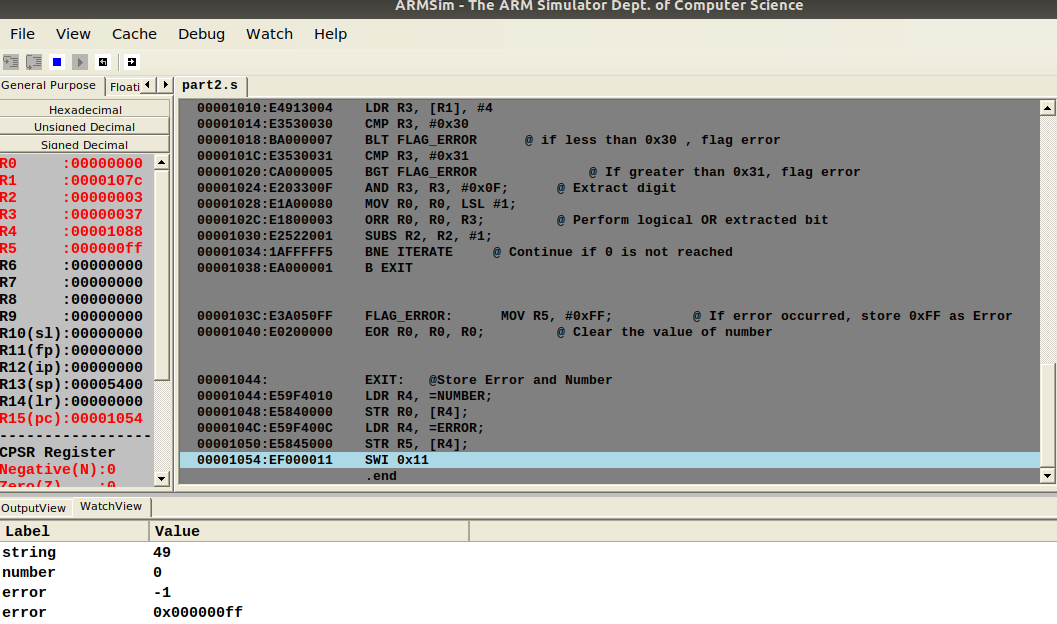 ARMSim - The ARM Simulator Dept. of Computer Science
File View Cache Debug Watch Help
General Purpose Floati part2.s
Hexadecimal
Unsigned Decimal
Signed Decimal
R0 :00000000
R1 :0000107c
R2 :00000003
R3 :00000037
R4 :00001088
R5 :000000ff
R6 :00000000
R7 :00000000
R8 :00000000
R9 :00000000
R10(sl):00000000
R11(fp):00000000
R12(ip):00000000
R13(sp):00005400
R14(lr):00000000
R15(pc):00001054
-----------------
CPSR Register
Negative(N):0
Zero(Z) :0
00001010:E4913004 LDR R3, [R1], #4
00001014:E3530030 CMP R3, #0x30
00001018:BA000007 BLT FLAG_ERROR @ if less than 0x30 , flag error
0000101C:E3530031 CMP R3, #0x31
00001020:CA000005 BGT FLAG_ERROR @ If greater than 0x31, flag error
00001024:E203300F AND R3, R3, #0x0F; @ Extract digit
00001028:E1A00080 MOV R0, R0, LSL #1;
0000102C:E1800003 ORR R0, R0, R3; @ Perform logical OR extracted bit
00001030:E2522001 SUBS R2, R2, #1;
00001034:1AFFFFF5 BNE ITERATE @ Continue if 0 is not reached
00001038:EA000001 B EXIT
0000103C:E3A050FF FLAG_ERROR: MOV R5, #0xFF; @ If error occurred, store 0xFF as Error
00001040:E0200000 EOR R0, R0, R0; @ Clear the value of number
00001044: EXIT: @Store Error and Number
00001044:E59F4010 LDR R4, =NUMBER;
00001048:E5840000 STR R0, [R4];
0000104C:E59F400C LDR R4, =ERROR;
00001050:E5845000 STR R5, [R4];
00001054:EF000011 SWI 0x11
.end
OutputView WatchView
Label Value
string 49
number 0
error -1
error 0x000000ff